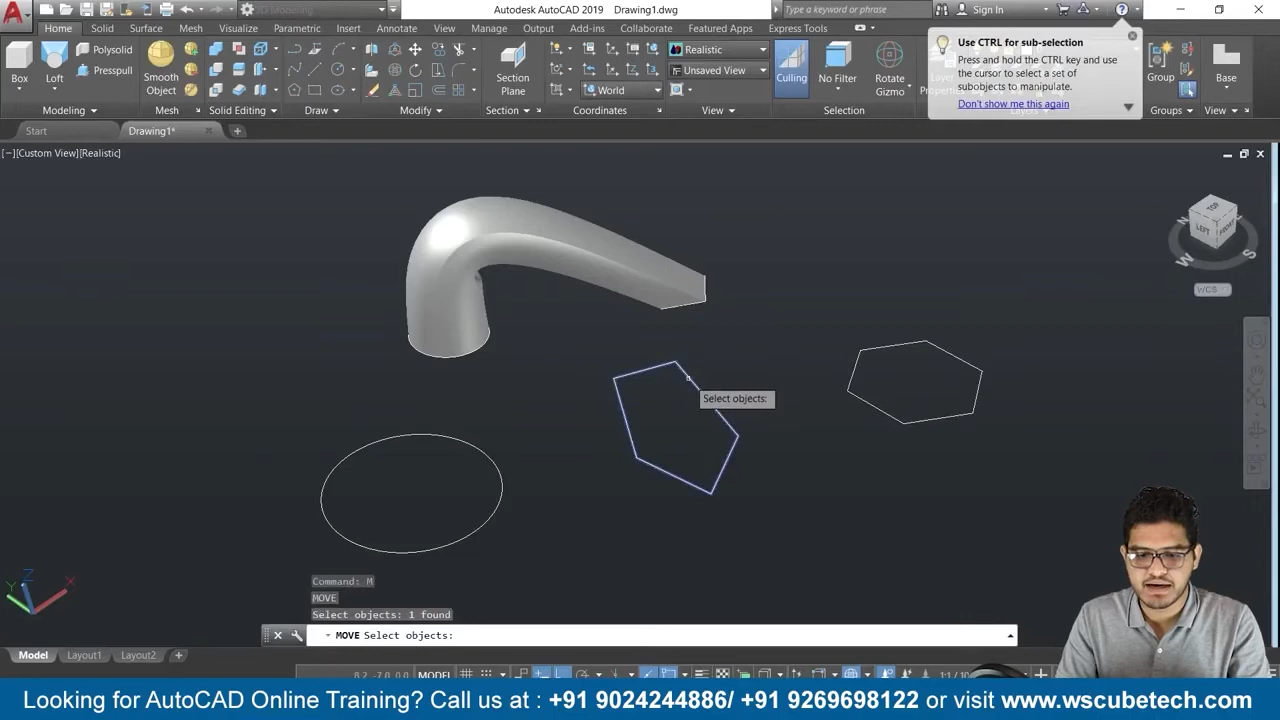 Autodesk AutoCAD 2019 Drawing1.dwg
Type a keyword or phrase
Sign In
Home Solid Surface Mesh Visualize Parametric Insert Annotate View Manage Output Add-ins Collaborate Featured Apps Express Tools
Box
Loft
Polysolid
Presspull
Smooth
Object
Section
Plane
World
Realistic
Unsaved View
Culling
No Filter
Rotate
Gizmo
Group
Base
Modeling Mesh Solid Editing Draw Modify Section Coordinates View Selection Groups View
Use CTRL for sub-selection
Press and hold the CTRL key and use
the cursor to select a set of
subobjects to manipulate.
Don't show me this again
Start Drawing1*
[−][Custom View][Realistic]
TOP
LEFT
N
W
S
WCS
Select objects:
Z
Y
X
Command: M
MOVE
Select objects: 1 found
MOVE Select objects:
Model Layout1 Layout2
MODEL
Looking for AutoCAD Online Training? Call us at : +91 9024244886/ +91 9269698122 or visit www.wscubetech.com